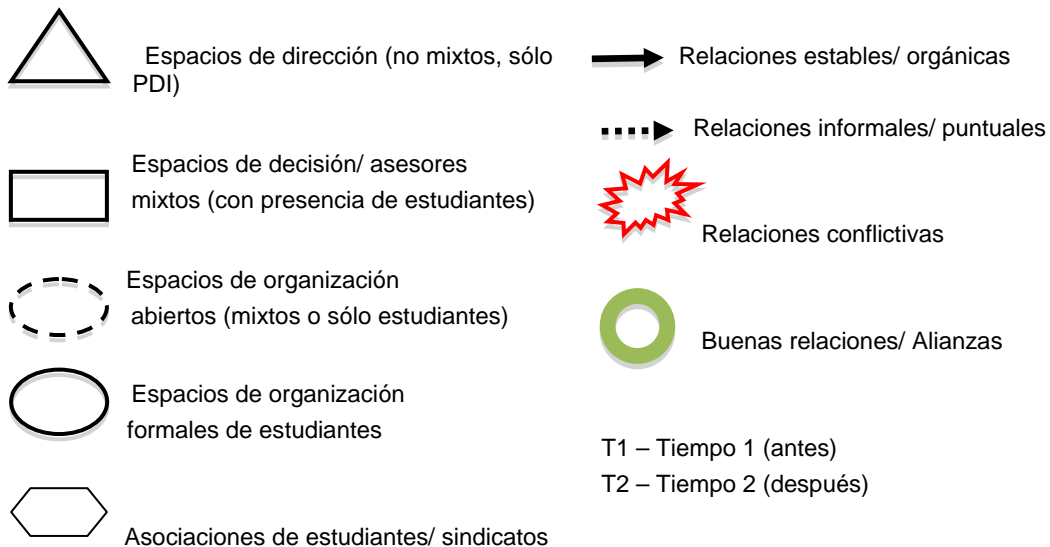 Espacios de dirección (no mixtos, sólo
PDI)
Espacios de decisión/ asesores
mixtos (con presencia de estudiantes)
Espacios de organización
abiertos (mixtos o sólo estudiantes)
Espacios de organización
formales de estudiantes
Asociaciones de estudiantes/ sindicatos
Relaciones estables/ orgánicas
Relaciones informales/ puntuales
Relaciones conflictivas
Buenas relaciones/ Alianzas
T1 – Tiempo 1 (antes)
T2 – Tiempo 2 (después)